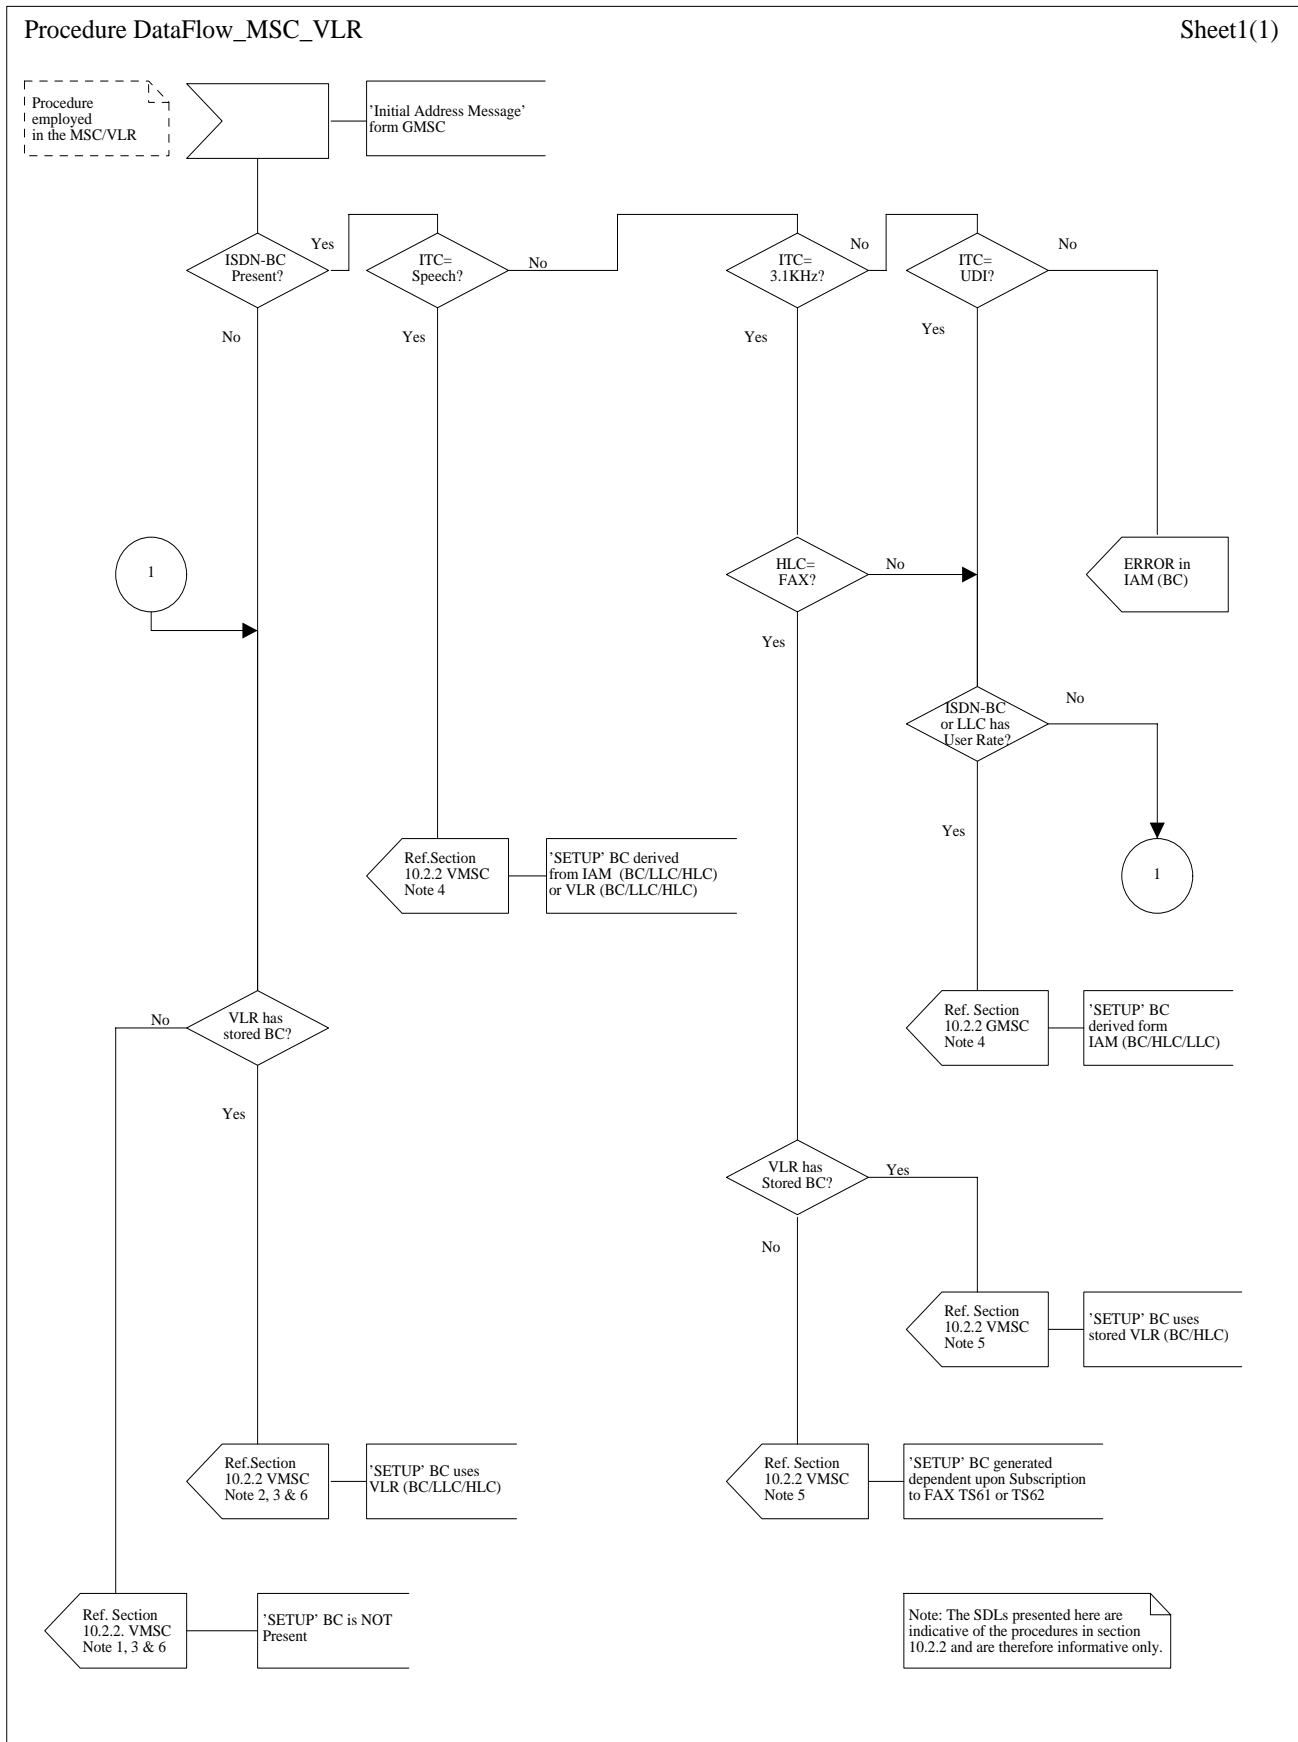 Procedure DataFlow_MSC_VLR
Sheet1(1)
Procedure
employed
in the MSC/VLR
'Initial Address Message'
form GMSC
ISDN-BC
Present?
Yes
No
ITC=
Speech?
No
Yes
ITC=
3.1KHz?
No
Yes
ITC=
UDI?
No
Yes
1
HLC=
FAX?
No
Yes
ERROR in
IAM (BC)
ISDN-BC
or LLC has
User Rate?
No
Yes
Ref.Section
10.2.2 VMSC
Note 4
'SETUP' BC derived
from IAM  (BC/LLC/HLC)
or VLR (BC/LLC/HLC)
1
VLR has
stored BC?
No
Yes
Ref. Section
10.2.2 GMSC
Note 4
'SETUP' BC
derived form
IAM (BC/HLC/LLC)
VLR has
Stored BC?
Yes
No
Ref. Section
10.2.2 VMSC
Note 5
'SETUP' BC uses
stored VLR (BC/HLC)
Ref.Section
10.2.2 VMSC
Note 2, 3 & 6
'SETUP' BC uses
VLR (BC/LLC/HLC)
Ref. Section
10.2.2 VMSC
Note 5
'SETUP' BC generated
dependent upon Subscription
to FAX TS61 or TS62
Ref. Section
10.2.2. VMSC
Note 1, 3 & 6
'SETUP' BC is NOT
Present
Note: The SDLs presented here are
indicative of the procedures in section
10.2.2 and are therefore informative only.